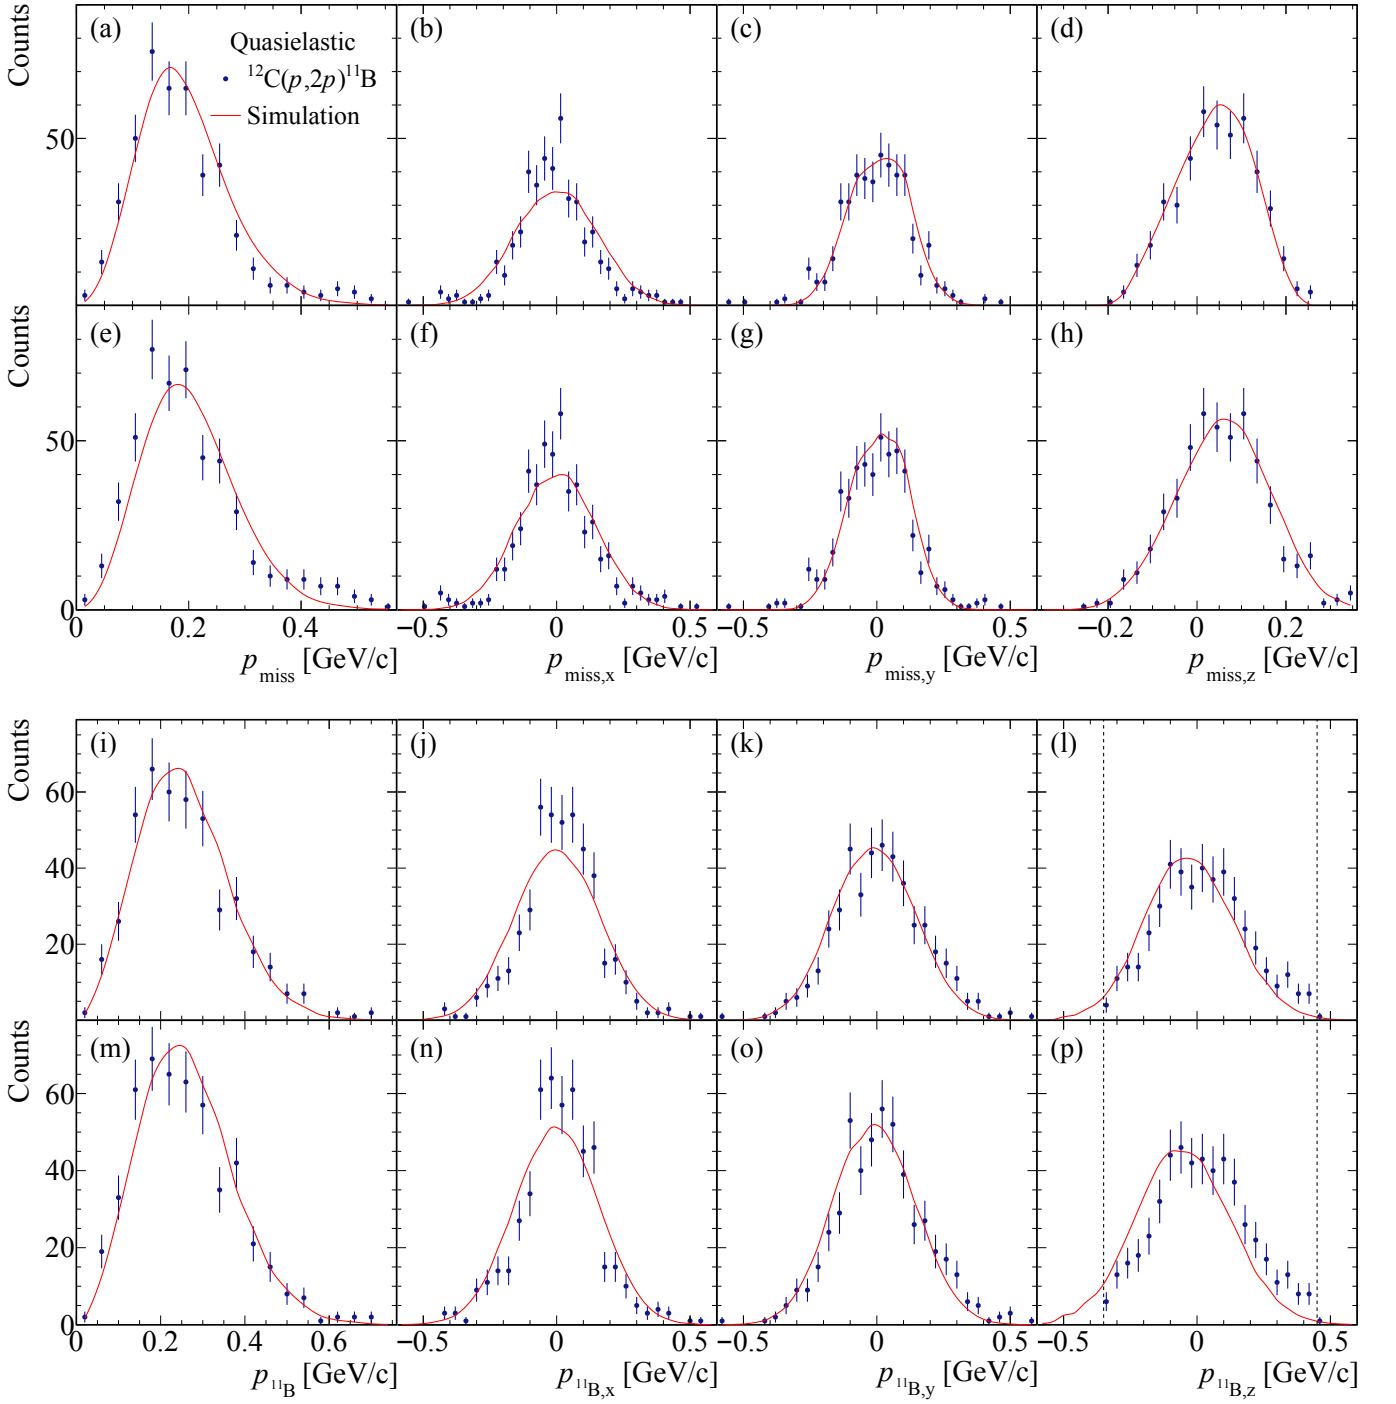 Counts
(a) (b) (c) (d)
Quasielastic
¹²C(p,2p)¹¹B
Simulation
50
Counts
(e) (f) (g) (h)
50
0
0 0.2 0.4 −0.5 0 0.5 −0.5 0 0.5 −0.2 0 0.2
p_miss [GeV/c] p_miss,x [GeV/c] p_miss,y [GeV/c] p_miss,z [GeV/c]
Counts
(i) (j) (k) (l)
60
40
20
Counts
(m) (n) (o) (p)
60
40
20
0
0 0.2 0.4 0.6 −0.5 0 0.5 −0.5 0 0.5 −0.5 0 0.5
p_¹¹B [GeV/c] p_¹¹B,x [GeV/c] p_¹¹B,y [GeV/c] p_¹¹B,z [GeV/c]